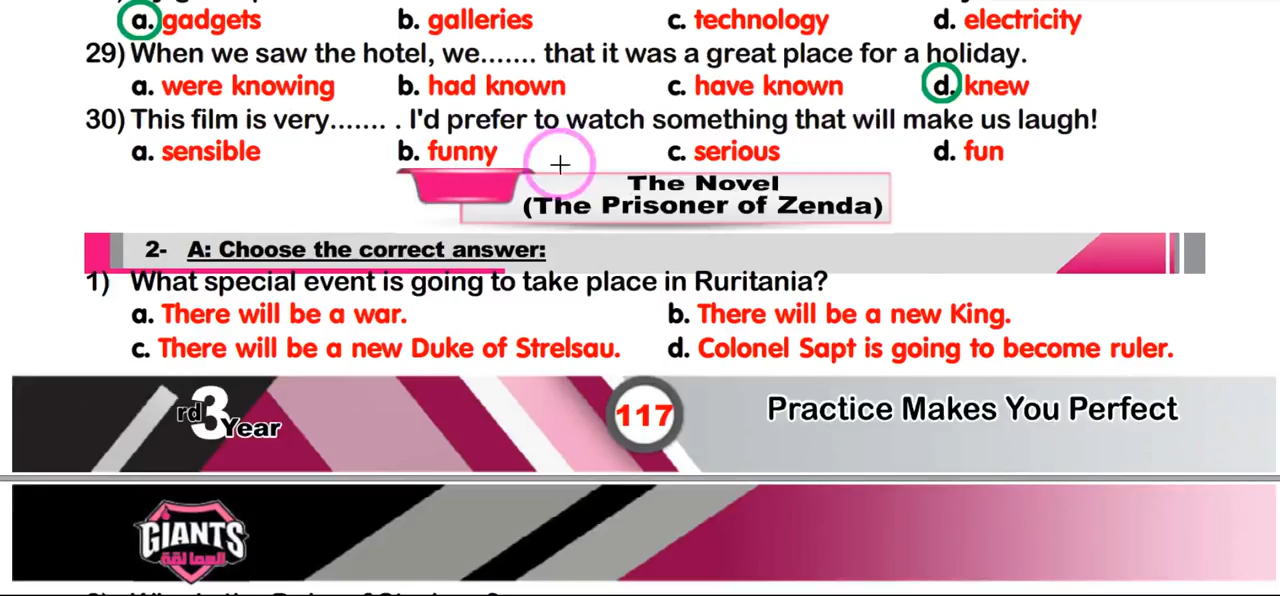 a. gadgets b. galleries c. technology d. electricity
29) When we saw the hotel, we....... that it was a great place for a holiday.
a. were knowing b. had known c. have known d. knew
30) This film is very....... . I'd prefer to watch something that will make us laugh!
a. sensible b. funny c. serious d. fun
The Novel
(The Prisoner of Zenda)
2- A: Choose the correct answer:
1) What special event is going to take place in Ruritania?
a. There will be a war. b. There will be a new King.
c. There will be a new Duke of Strelsau. d. Colonel Sapt is going to become ruler.
3rd Year
117
Practice Makes You Perfect
GIANTS
العمالقة